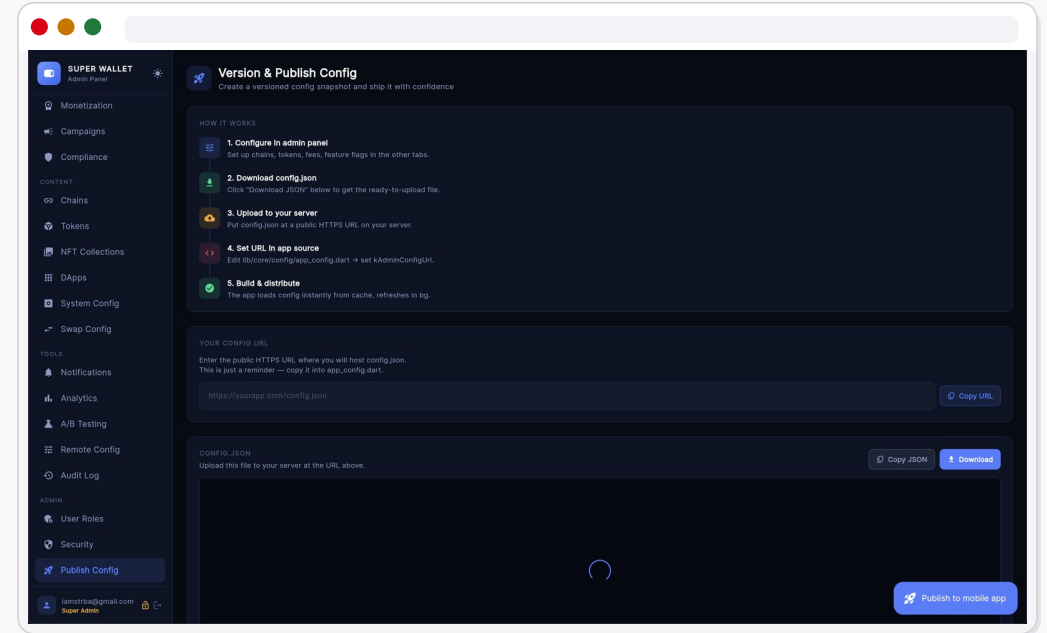 SUPER WALLET
Admin Panel
Monetization
Campaigns
Compliance
CONTENT
Chains
Tokens
NFT Collections
DApps
System Config
Swap Config
TOOLS
Notifications
Analytics
A/B Testing
Remote Config
Audit Log
ADMIN
User Roles
Security
Publish Config
iamstrba@gmail.com
Super Admin
Version & Publish Config
Create a versioned config snapshot and ship it with confidence
HOW IT WORKS
1. Configure in admin panel
Set up chains, tokens, fees, feature flags in the other tabs.
2. Download config.json
Click "Download JSON" below to get the ready-to-upload file.
3. Upload to your server
Put config.json at a public HTTPS URL on your server.
4. Set URL in app source
Edit lib/core/config/app_config.dart → set kAdminConfigUrl.
5. Build & distribute
The app loads config instantly from cache, refreshes in bg.
YOUR CONFIG URL
Enter the public HTTPS URL where you will host config.json.
This is just a reminder — copy it into app_config.dart.
https://yourapp.com/config.json
Copy URL
CONFIG.JSON
Upload this file to your server at the URL above.
Copy JSON
Download
Publish to mobile app